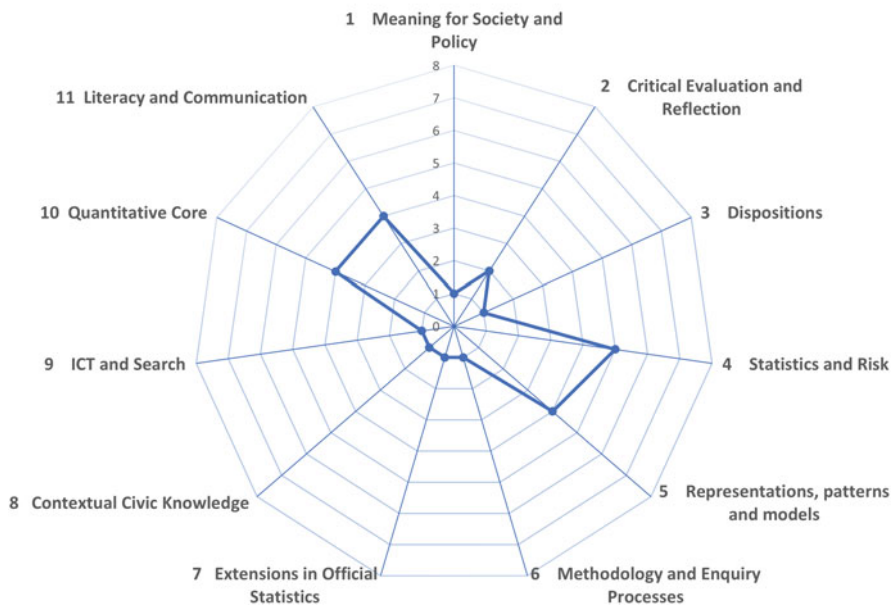 1 Meaning for Society and
Policy
2 Critical Evaluation and
Reflection
3 Dispositions
4 Statistics and Risk
5 Representations, patterns
and models
6 Methodology and Enquiry
Processes
7 Extensions in Official
Statistics
8 Contextual Civic Knowledge
9 ICT and Search
10 Quantitative Core
11 Literacy and Communication
8
7
6
5
4
3
2
1
0